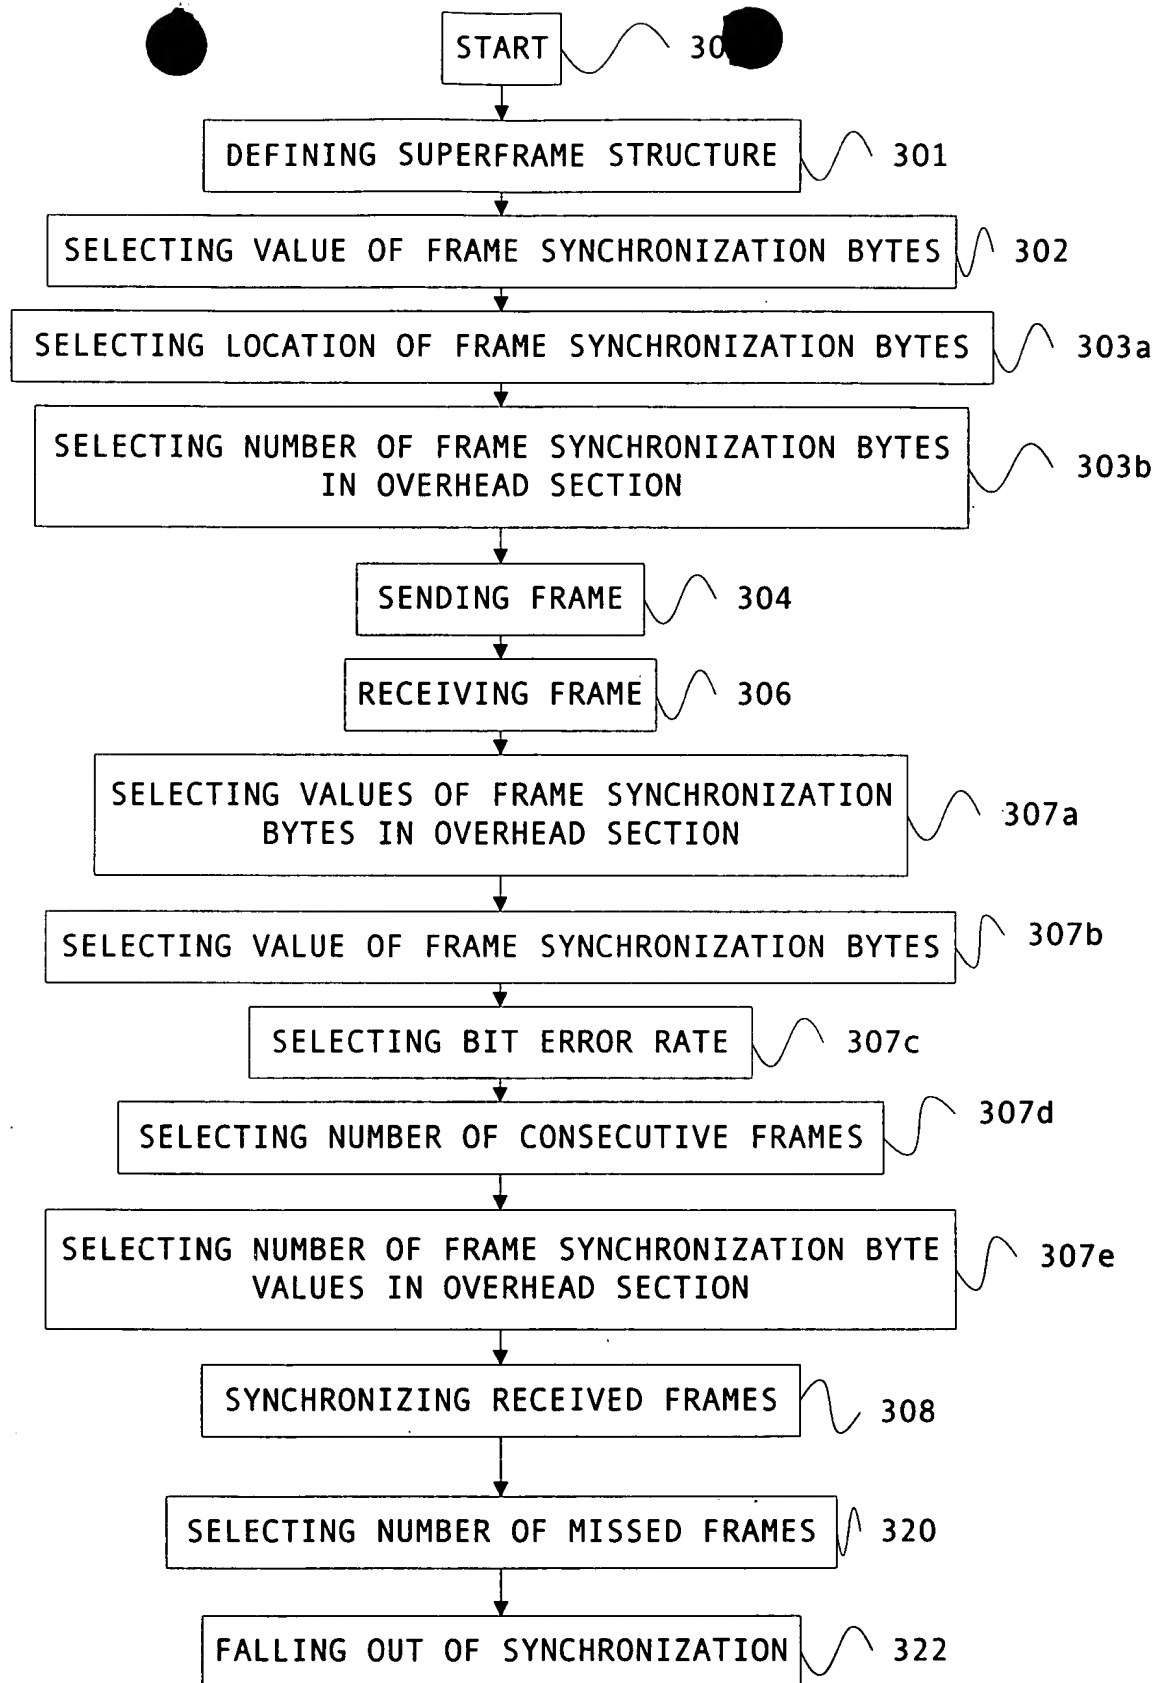 START
DEFINING SUPERFRAME STRUCTURE 301
SELECTING VALUE OF FRAME SYNCHRONIZATION BYTES 302
SELECTING LOCATION OF FRAME SYNCHRONIZATION BYTES 303a
SELECTING NUMBER OF FRAME SYNCHRONIZATION BYTES
IN OVERHEAD SECTION
303b
SENDING FRAME 304
RECEIVING FRAME 306
SELECTING VALUES OF FRAME SYNCHRONIZATION
BYTES IN OVERHEAD SECTION
307a
SELECTING VALUE OF FRAME SYNCHRONIZATION BYTES 307b
SELECTING BIT ERROR RATE 307c
SELECTING NUMBER OF CONSECUTIVE FRAMES 307d
SELECTING NUMBER OF FRAME SYNCHRONIZATION BYTE
VALUES IN OVERHEAD SECTION
307e
SYNCHRONIZING RECEIVED FRAMES 308
SELECTING NUMBER OF MISSED FRAMES 320
FALLING OUT OF SYNCHRONIZATION 322